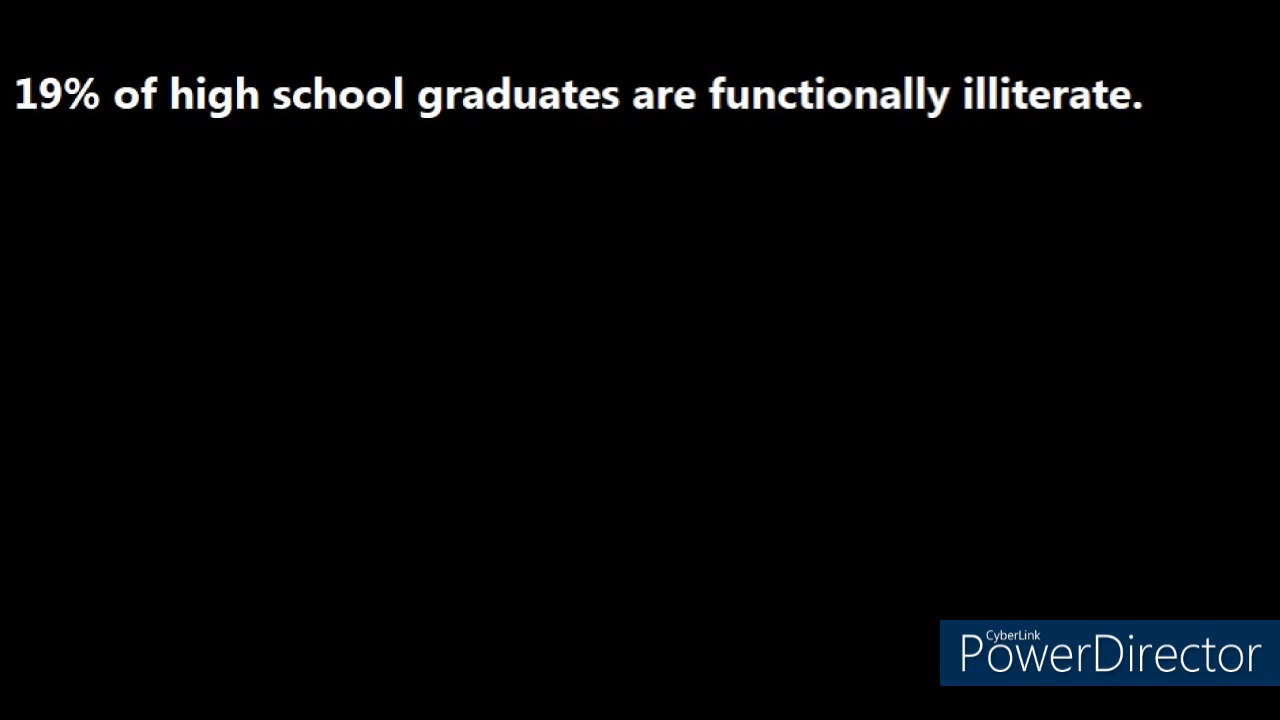 19% of high school graduates are functionally illiterate.
CyberLink
PowerDirector